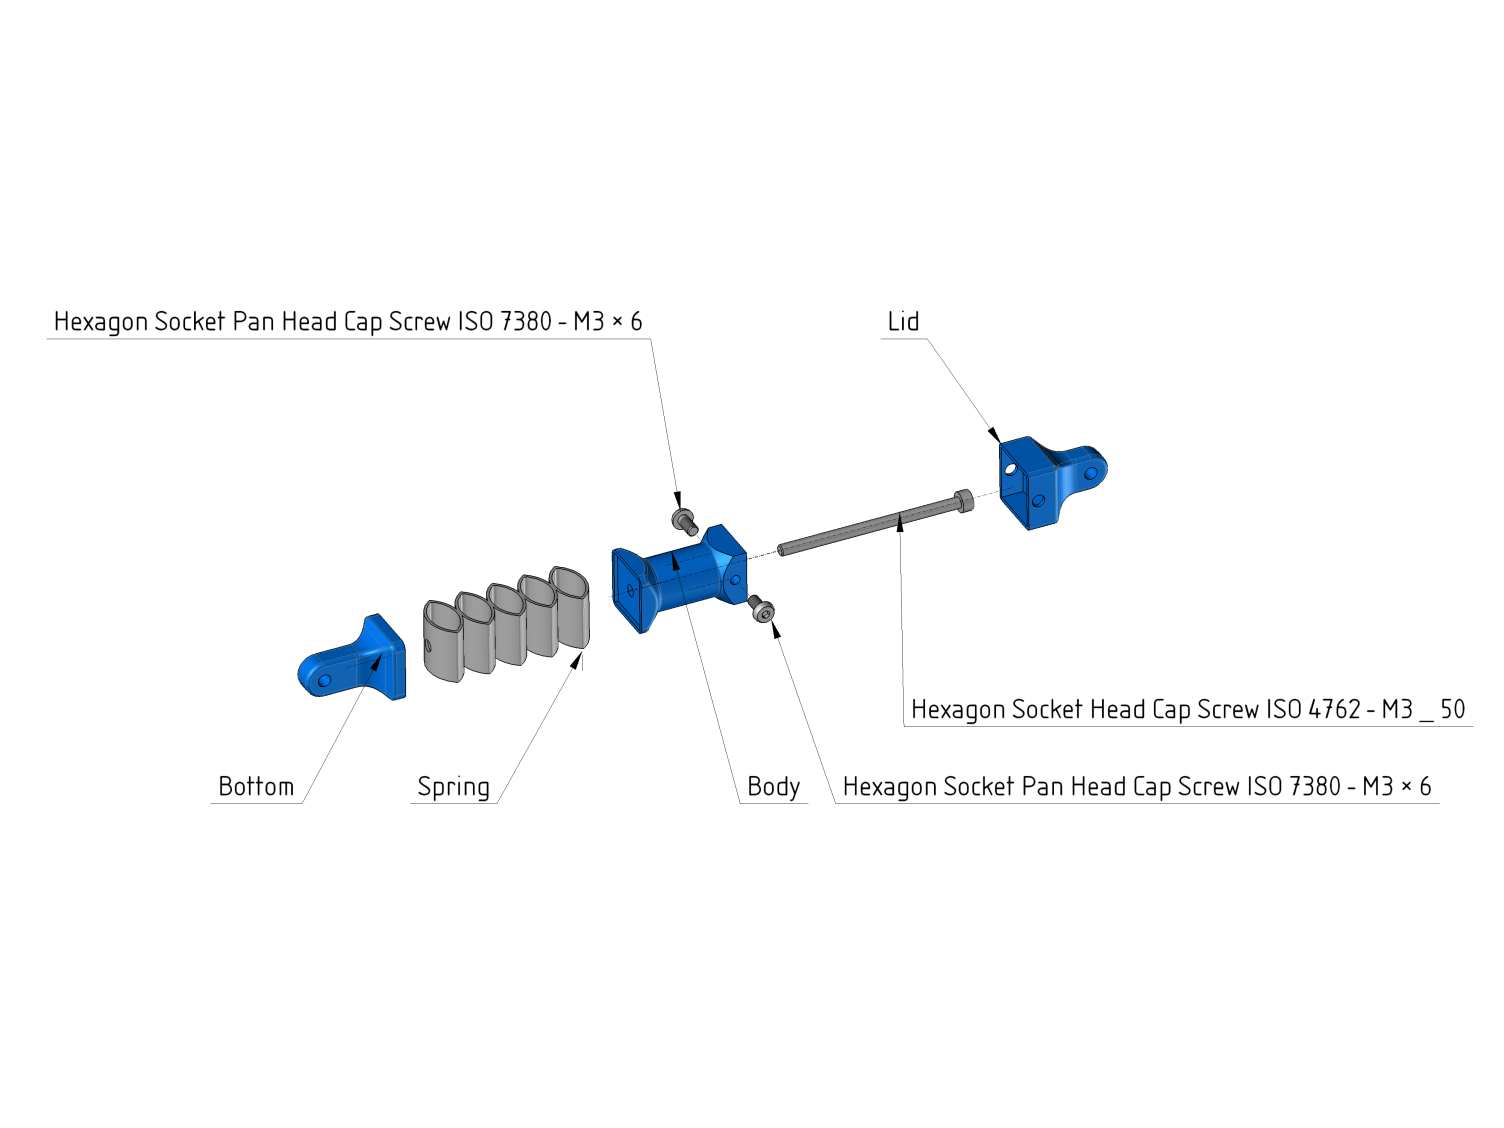 Hexagon Socket Pan Head Cap Screw ISO 7380 - M3 × 6
Lid
Hexagon Socket Head Cap Screw ISO 4762 - M3 _ 50
Bottom
Spring
Body
Hexagon Socket Pan Head Cap Screw ISO 7380 - M3 × 6